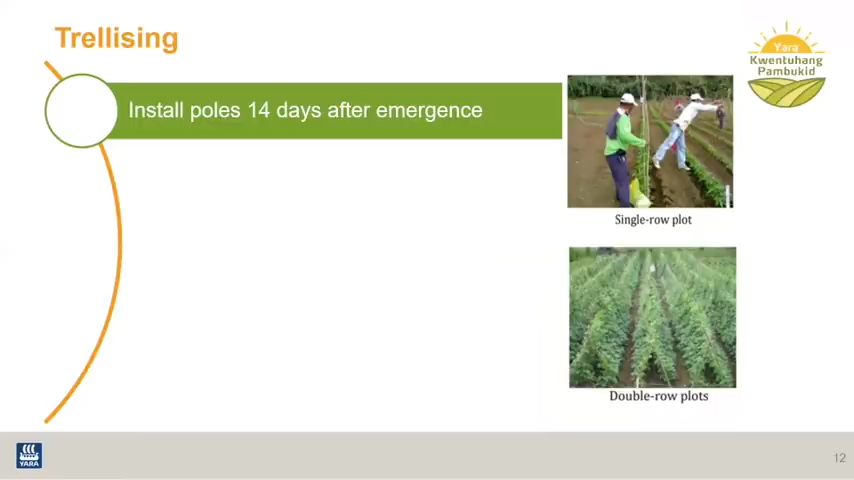 Trellising
Yara
Kwentuhang
Pambukid
Install poles 14 days after emergence
Single-row plot
Double-row plots
YARA
12